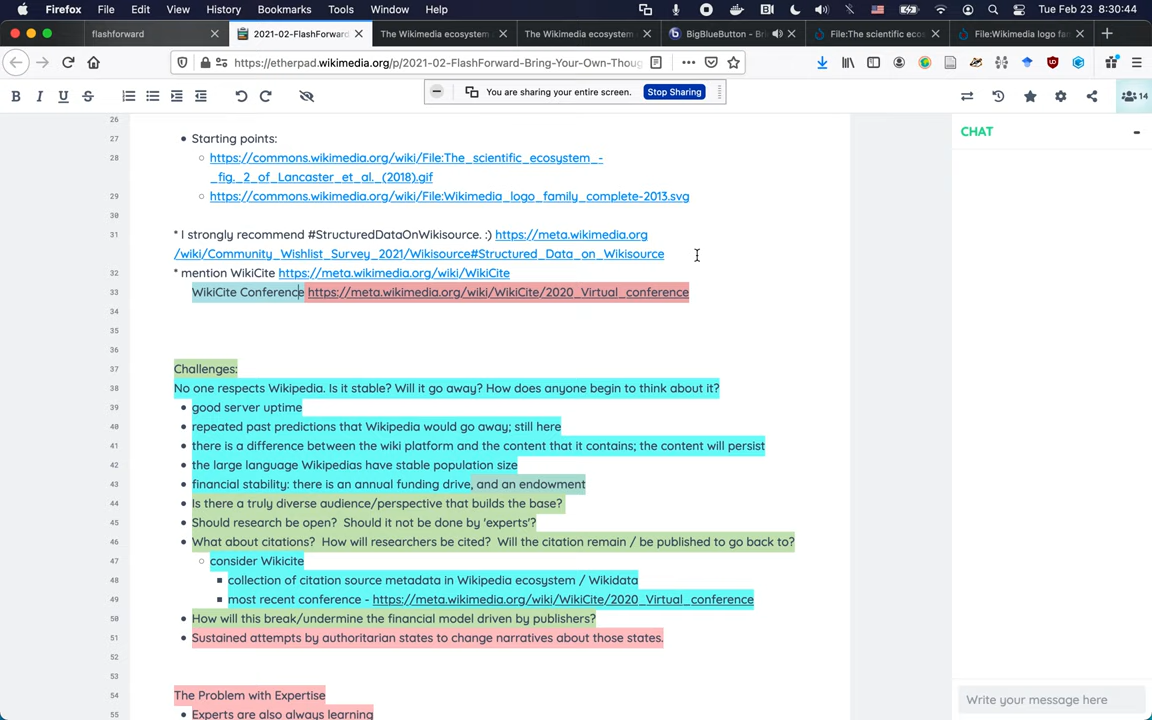 Firefox File Edit View History Bookmarks Tools Window Help Tue Feb 23 8:30:44
flashforward 2021-02-FlashForward The Wikimedia ecosystem The Wikimedia ecosystem BigBlueButton - Br File:The scientific ecos File:Wikimedia logo fam
https://etherpad.wikimedia.org/p/2021-02-FlashForward-Bring-Your-Own-Thoug
You are sharing your entire screen. Stop Sharing
14
CHAT
26
27 Starting points:
28 https://commons.wikimedia.org/wiki/File:The_scientific_ecosystem_-
_fig._2_of_Lancaster_et_al._(2018).gif
29 https://commons.wikimedia.org/wiki/File:Wikimedia_logo_family_complete-2013.svg
30
31 * I strongly recommend #StructuredDataOnWikisource. :) https://meta.wikimedia.org
/wiki/Community_Wishlist_Survey_2021/Wikisource#Structured_Data_on_Wikisource
32 * mention WikiCite https://meta.wikimedia.org/wiki/WikiCite
33 WikiCite Conference https://meta.wikimedia.org/wiki/WikiCite/2020_Virtual_conference
34
35
36
37 Challenges:
38 No one respects Wikipedia. Is it stable? Will it go away? How does anyone begin to think about it?
39 good server uptime
40 repeated past predictions that Wikipedia would go away; still here
41 there is a difference between the wiki platform and the content that it contains; the content will persist
42 the large language Wikipedias have stable population size
43 financial stability: there is an annual funding drive, and an endowment
44 Is there a truly diverse audience/perspective that builds the base?
45 Should research be open? Should it not be done by 'experts'?
46 What about citations? How will researchers be cited? Will the citation remain / be published to go back to?
47 consider Wikicite
48 collection of citation source metadata in Wikipedia ecosystem / Wikidata
49 most recent conference - https://meta.wikimedia.org/wiki/WikiCite/2020_Virtual_conference
50 How will this break/undermine the financial model driven by publishers?
51 Sustained attempts by authoritarian states to change narratives about those states.
52
53
54 The Problem with Expertise
55 Experts are also always learning
Write your message here